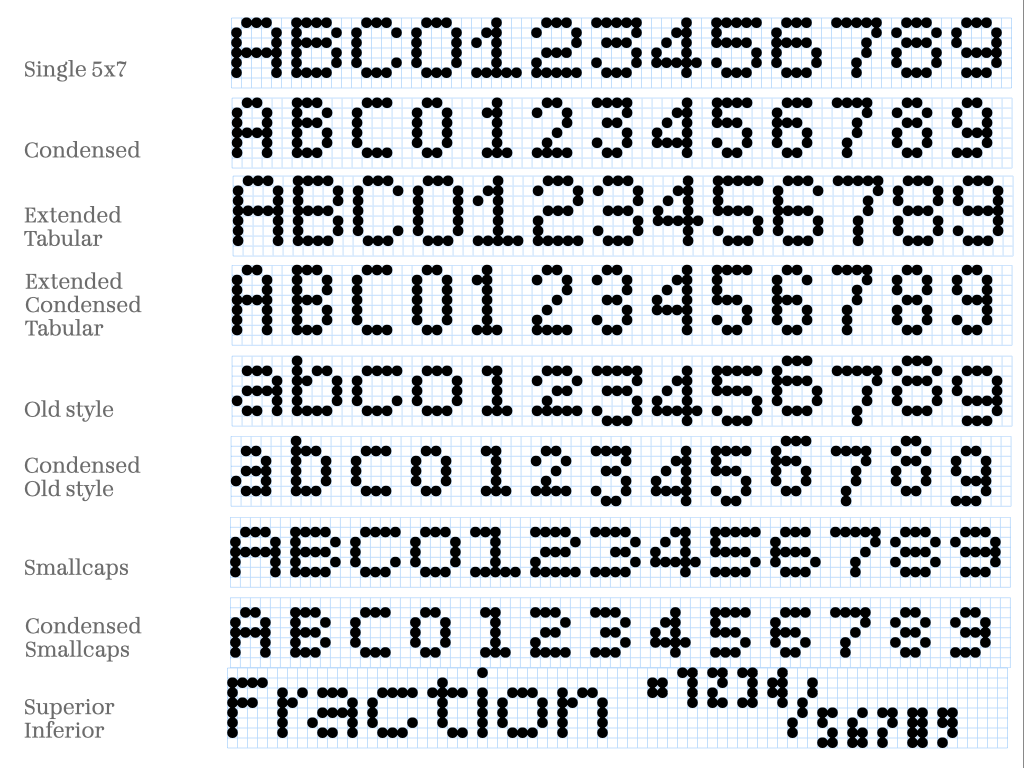 Single 5x7
ABC0123456789
Condensed
ABC0123456789
Extended
Tabular
ABC0123456789
Extended
Condensed
Tabular
ABC0123456789
Old style
abc0123456789
Condensed
Old style
abc0123456789
Smallcaps
ABC0123456789
Condensed
Smallcaps
ABC0123456789
Superior
Inferior
Fraction